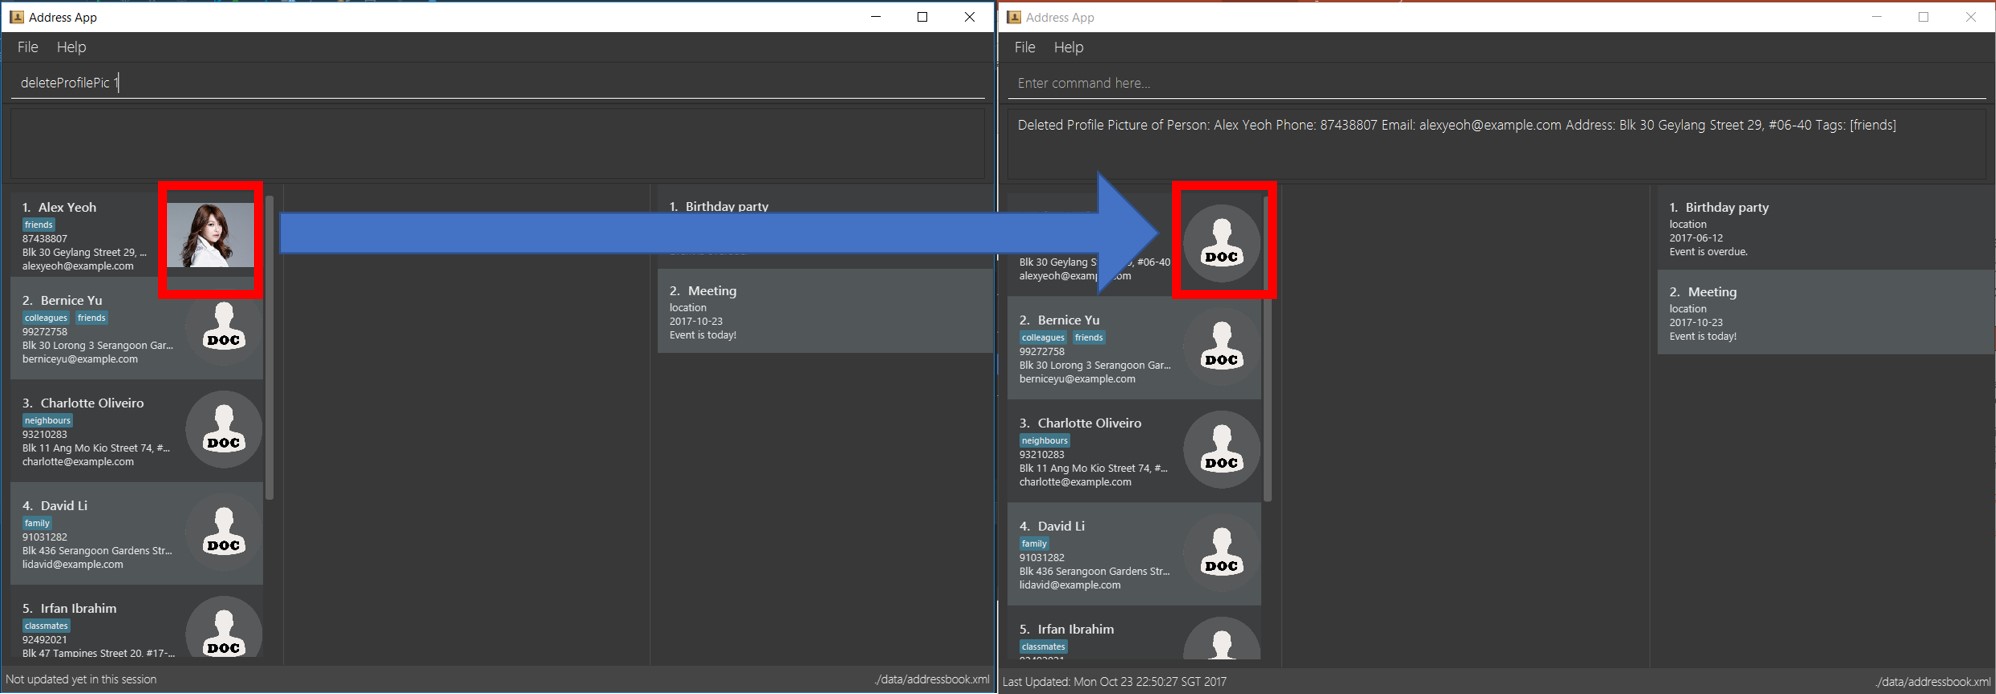 Address App
File Help
deleteProfilePic 1
1. Alex Yeoh
friends
87438807
Blk 30 Geylang Street 29, ...
alexyeoh@example.com
2. Bernice Yu
colleagues friends
99272758
Blk 30 Lorong 3 Serangoon Gar...
berniceyu@example.com
DOC
3. Charlotte Oliveiro
neighbours
93210283
Blk 11 Ang Mo Kio Street 74, #...
charlotte@example.com
DOC
4. David Li
family
91031282
Blk 436 Serangoon Gardens Str...
lidavid@example.com
DOC
5. Irfan Ibrahim
classmates
92492021
Blk 47 Tampines Street 20, #17-...
DOC
1. Birthday party
2. Meeting
location
2017-10-23
Event is today!
Not updated yet in this session
./data/addressbook.xml
Address App
File Help
Enter command here...
Deleted Profile Picture of Person: Alex Yeoh Phone: 87438807 Email: alexyeoh@example.com Address: Blk 30 Geylang Street 29, #06-40 Tags: [friends]
Blk 30 Geylang S 9, #06-40
alexyeoh@example.com
DOC
2. Bernice Yu
colleagues friends
99272758
Blk 30 Lorong 3 Serangoon Gar...
berniceyu@example.com
DOC
3. Charlotte Oliveiro
neighbours
93210283
Blk 11 Ang Mo Kio Street 74, #...
charlotte@example.com
DOC
4. David Li
family
91031282
Blk 436 Serangoon Gardens Str...
lidavid@example.com
DOC
5. Irfan Ibrahim
classmates
1. Birthday party
location
2017-06-12
Event is overdue.
2. Meeting
location
2017-10-23
Event is today!
Last Updated: Mon Oct 23 22:50:27 SGT 2017
./data/addressbook.xml